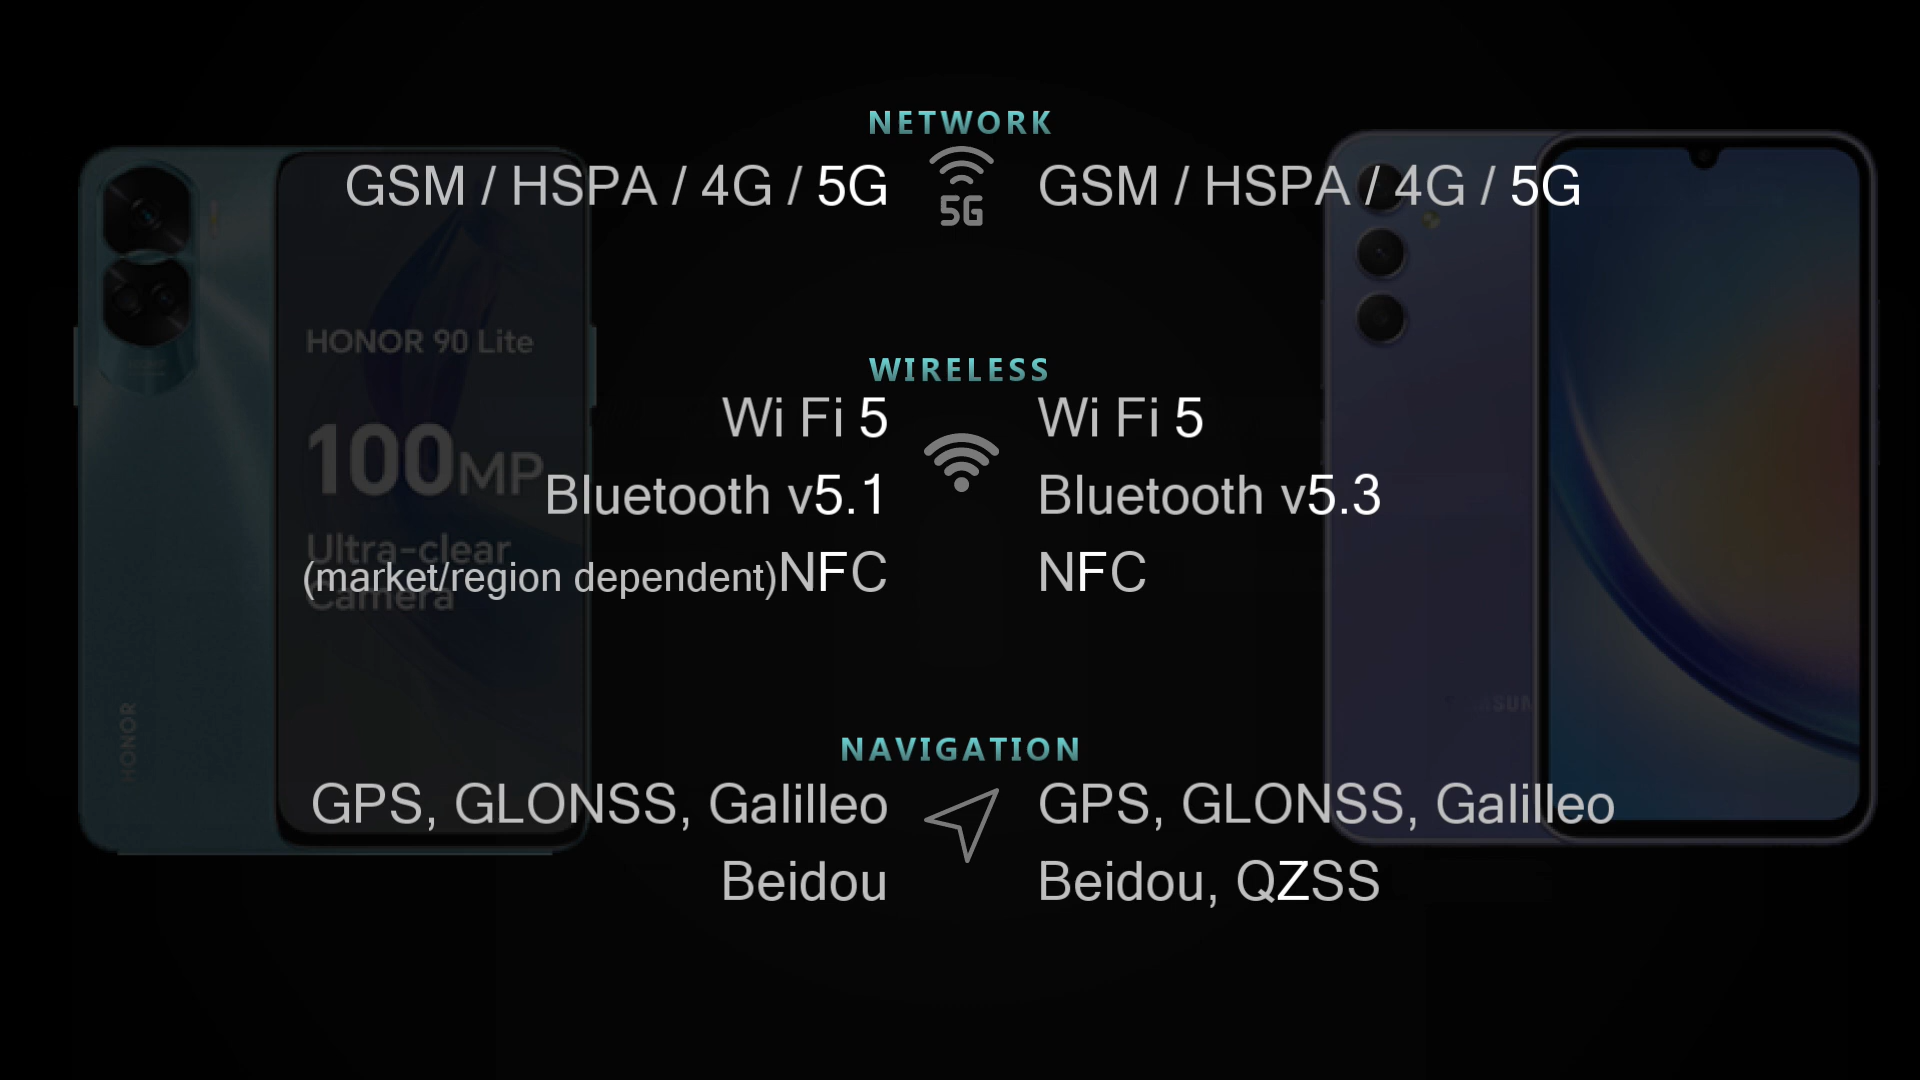 NETWORK
GSM / HSPA / 4G / 5G
5G
GSM / HSPA / 4G / 5G
HONOR 90 Lite
100MP
Ultra-clear
Camera
HONOR
WIRELESS
Wi Fi 5
Bluetooth v5.1
(market/region dependent)NFC
Wi Fi 5
Bluetooth v5.3
NFC
NAVIGATION
GPS, GLONSS, Galilleo
Beidou
GPS, GLONSS, Galilleo
Beidou, QZSS